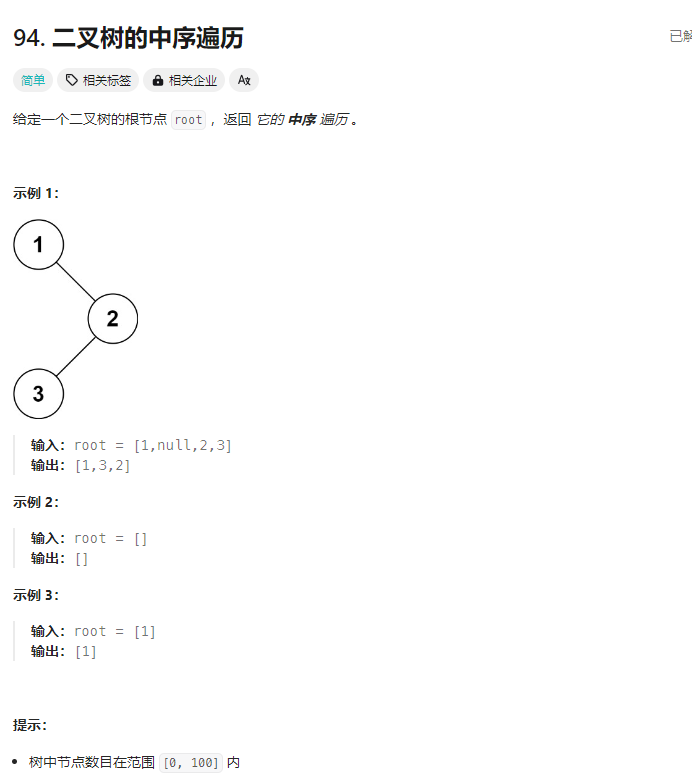 94. 二叉树的中序遍历
已解
简单 相关标签 相关企业 Ax
给定一个二叉树的根节点 root ，返回 它的 中序 遍历 。
示例 1：
1
2
3
输入：root = [1,null,2,3]
输出：[1,3,2]
示例 2：
输入：root = []
输出：[]
示例 3：
输入：root = [1]
输出：[1]
提示：
• 树中节点数目在范围 [0, 100] 内